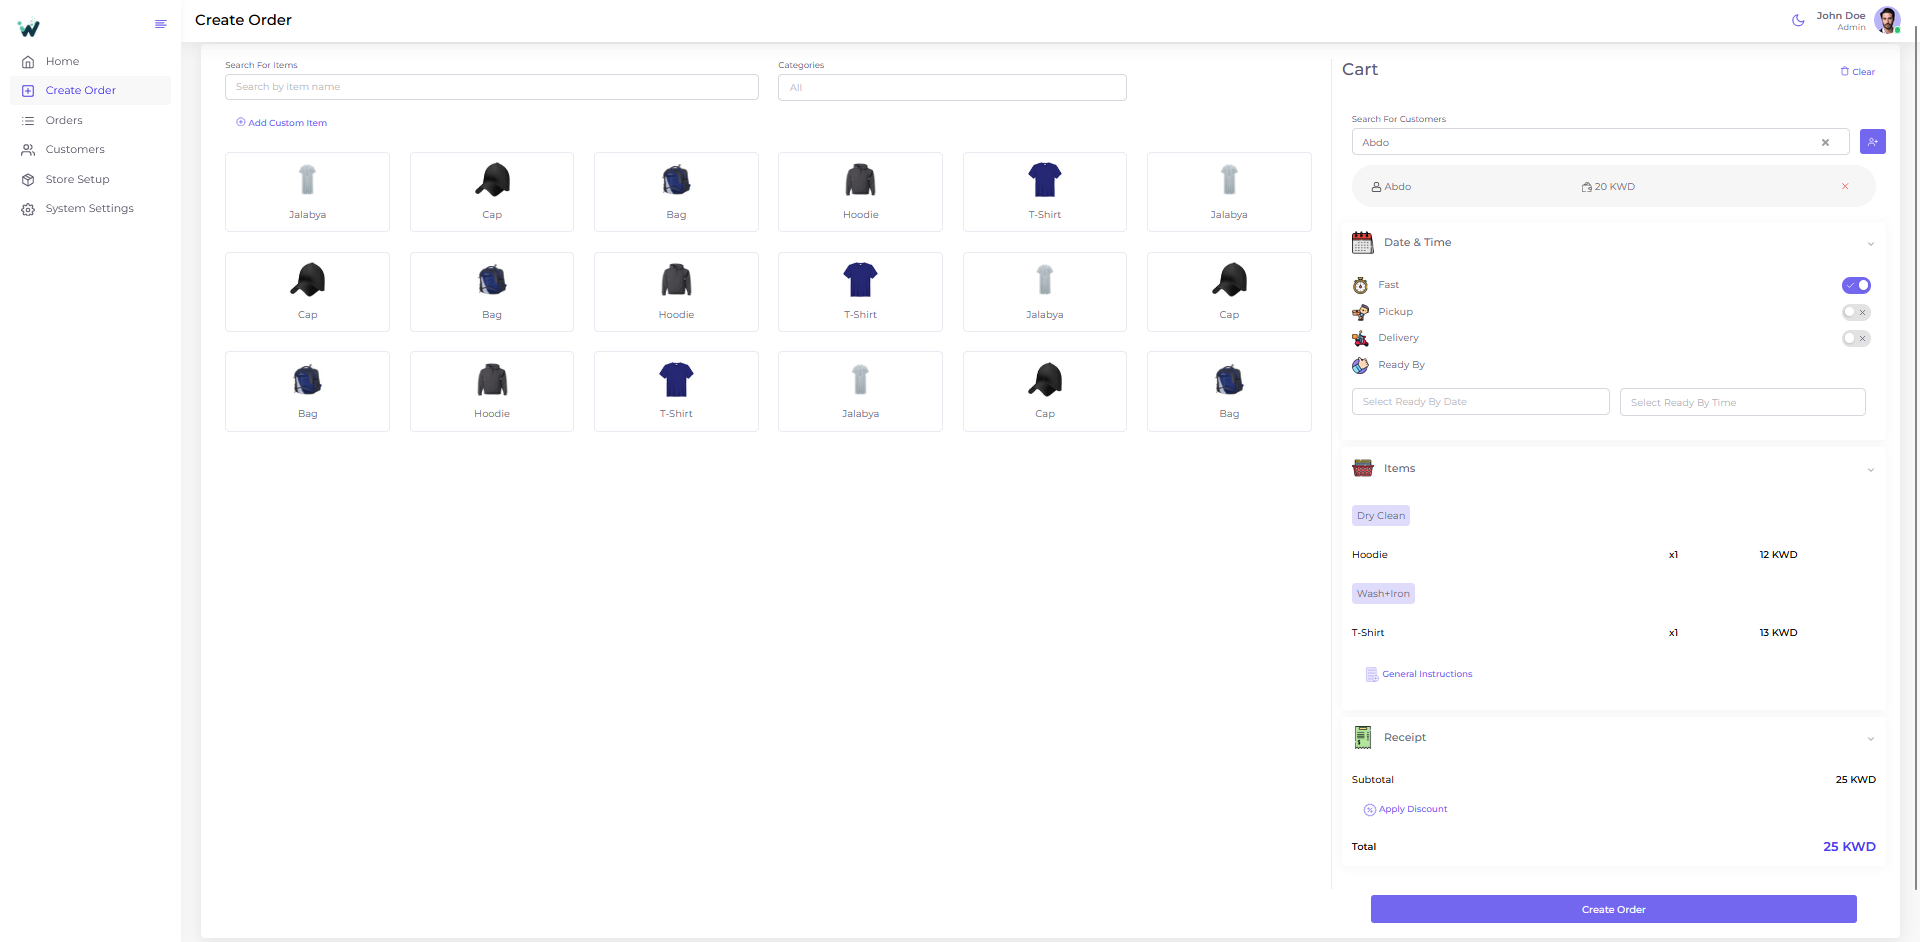 Create Order
John Doe
Admin
Home
Create Order
Orders
Customers
Store Setup
System Settings
Search For Items
Search by item name
Categories
All
Add Custom Item
Jalabya
Cap
Bag
Hoodie
T-Shirt
Jalabya
Cap
Bag
Hoodie
T-Shirt
Jalabya
Cap
Bag
Hoodie
T-Shirt
Jalabya
Cap
Bag
Cart
Clear
Search For Customers
Abdo
Abdo
20 KWD
Date & Time
Fast
Pickup
Delivery
Ready By
Select Ready By Date
Select Ready By Time
Items
Dry Clean
Hoodie x1 12 KWD
Wash+Iron
T-Shirt x1 13 KWD
General Instructions
Receipt
Subtotal 25 KWD
Apply Discount
Total 25 KWD
Create Order